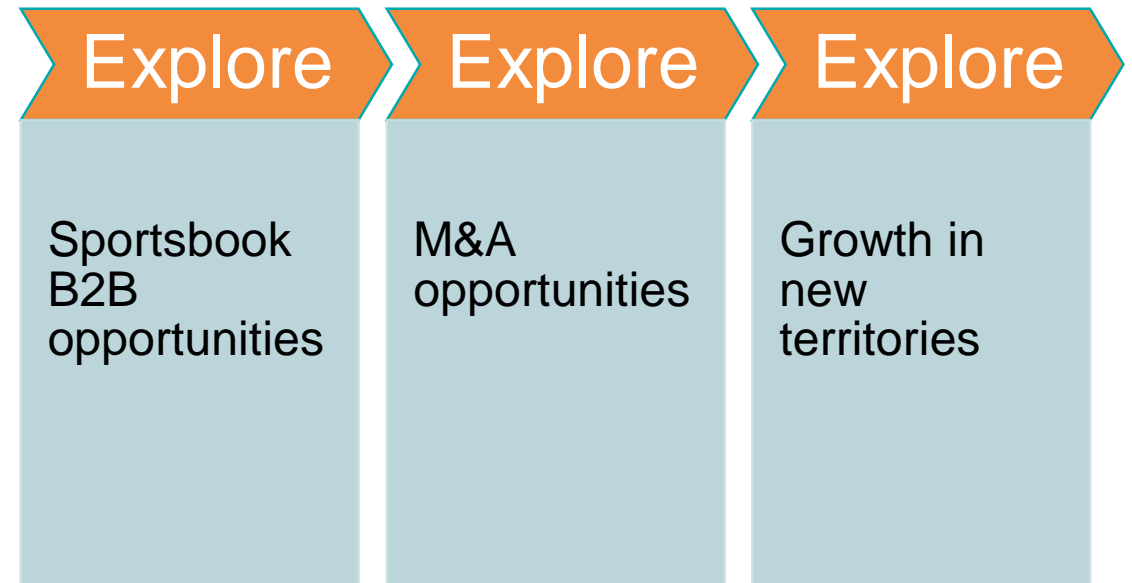 Explore
Sportsbook
B2B
opportunities
Explore
M&A
opportunities
Explore
Growth in
new
territories